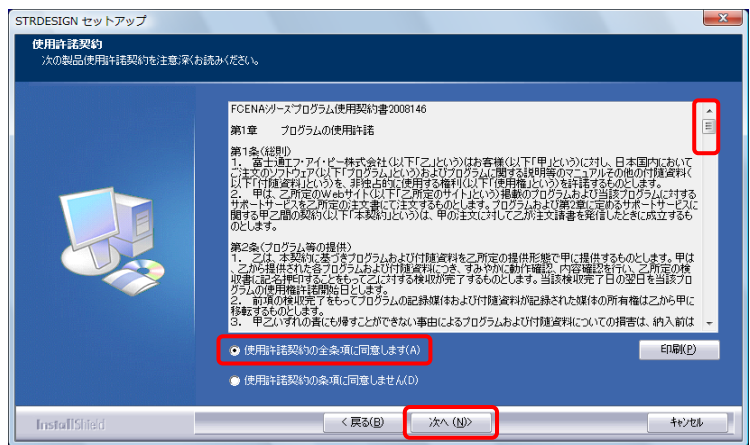 STRDESIGN セットアップ
使用許諾契約
次の製品使用許諾契約を注意深くお読みください。
FCENAシリーズプログラム使用契約書2008146
第1章　プログラムの使用許諾
第1条(総則)
1.　富士通エフ・アイ・ピー株式会社(以下「乙」という)はお客様(以下「甲」という)に対し、日本国内において
ご注文のソフトウェア(以下「プログラム」という)およびプログラムに関する説明書等のマニュアルその他の付随資料(
以下「付随資料」という)を、非独占的に使用する権利(以下「使用権」という)を許諾するものとします。
2.　甲は、乙所定のWebサイト(以下「乙所定のサイト」という)掲載のプログラムおよび当該プログラムに対する
サポートサービスを乙所定の注文書にて注文するものとします。プログラムおよび第2章に定めるサポートサービスに
関する甲乙間の契約(以下「本契約」という)は、甲の注文に対して乙が注文請書を発信したときに成立するも
のとします。
第2条(プログラム等の提供)
1.　乙は、本契約に基づきプログラムおよび付随資料を乙所定の提供形態で甲に提供するものとします。甲は
、乙から提供された各プログラムおよび付随資料につき、すみやかに動作確認、内容確認を行い、乙所定の検
収書に記名押印することをもって乙に対する検収が完了するものとします。当該検収完了日の翌日を当該プロ
グラムの使用権許諾開始日とします。
2.　前項の検収完了をもってプログラムの記録媒体および付随資料が記録された媒体の所有権は乙から甲に
移転するものとします。
3.　甲乙いずれの責にも帰すことができない事由によるプログラムおよび付随資料についての損害は、納入前は
使用許諾契約の全条項に同意します(A)
印刷(P)
使用許諾契約の条項に同意しません(D)
InstallShield
< 戻る(B)
次へ (N)>
キャンセル